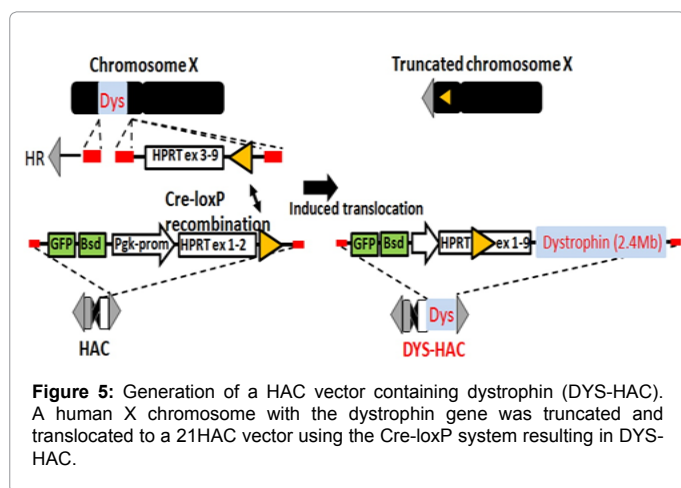 Chromosome X
Truncated chromosome X
Dys
HR
HPRT ex 3-9
Cre-loxP
recombination
Induced translocation
GFP Bsd Pgk-prom HPRT ex 1-2
GFP Bsd HPRT ex 1-9 Dystrophin (2.4Mb)
Dys
HAC
DYS-HAC
Figure 5: Generation of a HAC vector containing dystrophin (DYS-HAC).
A human X chromosome with the dystrophin gene was truncated and
translocated to a 21HAC vector using the Cre-loxP system resulting in DYS-
HAC.